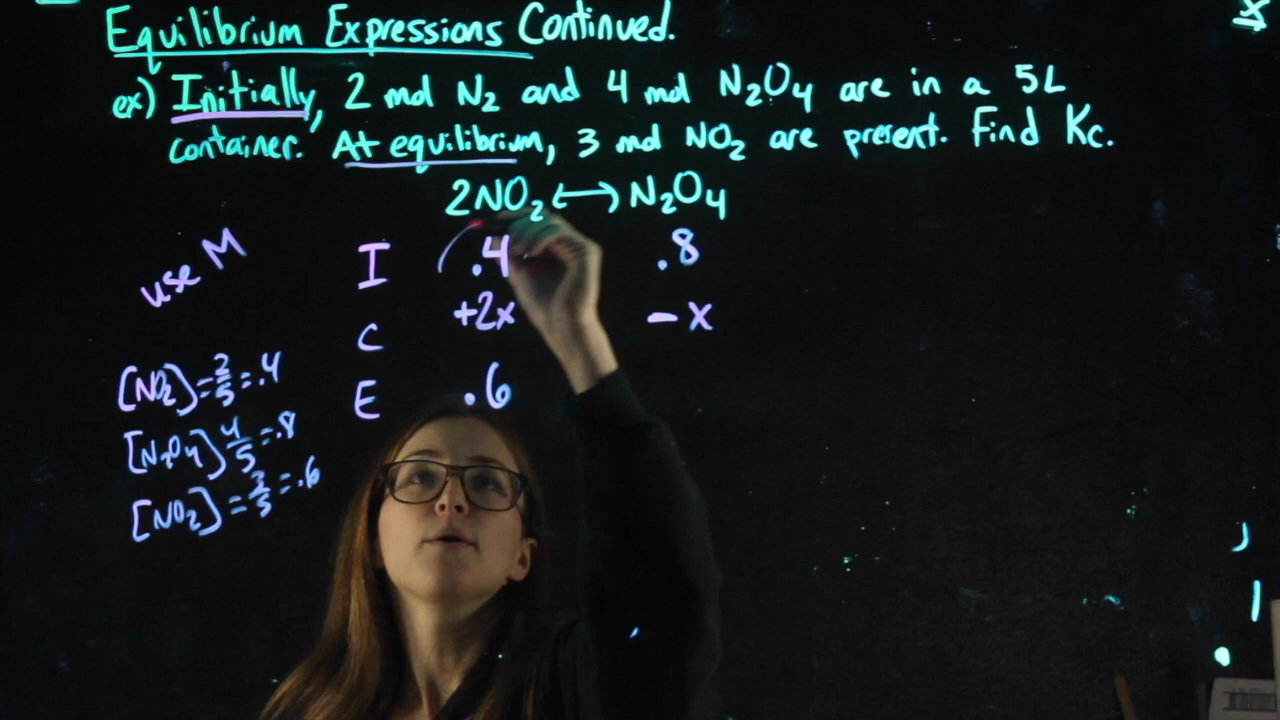 Equilibrium Expressions Continued.
ex) Initially, 2 mol N₂ and 4 mol N₂O₄ are in a 5L
container. At equilibrium, 3 mol NO₂ are present. Find Kc.
2NO₂ ⟷ N₂O₄
use M
I .4 .8
C +2x -x
E .6
[NO₂] = 2/5 = .4
[N₂O₄] 4/5 = .8
[NO₂] = 3/5 = .6